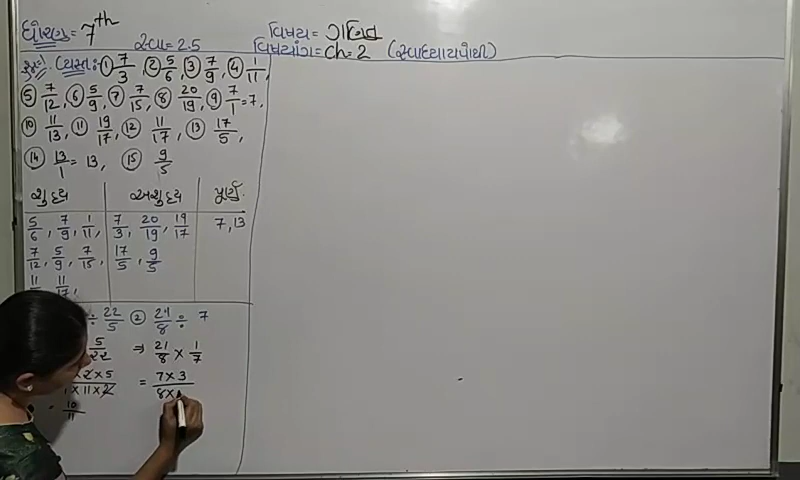 ધોરણ = 7th
વિષય = ગણિત
સ્વા = 2.5
વિષયાંગ = ch = 2 (સ્વાધ્યાયપોથી)
વ્યસ્ત: ① 7/3, ② 5/6, ③ 7/9, ④ 1/11,
⑤ 7/12, ⑥ 5/9, ⑦ 7/15, ⑧ 20/19, ⑨ 7/1 = 7,
⑩ 11/13, ⑪ 19/17, ⑫ 11/17, ⑬ 17/5,
⑭ 13/1 = 13, ⑮ 9/5
શુદ્ધ અશુદ્ધ પૂર્ણ
5/6, 7/9, 1/11, 7/3, 20/19, 19/17 7, 13
7/12, 5/9, 7/15, 17/5, 9/5
÷ 22/5 ② 21/8 ÷ 7
5/22 ⇒ 21/8 × 1/7
× 2 × 5 / × 11 × 2 = 7 × 3 / 8 ×
= 10/11